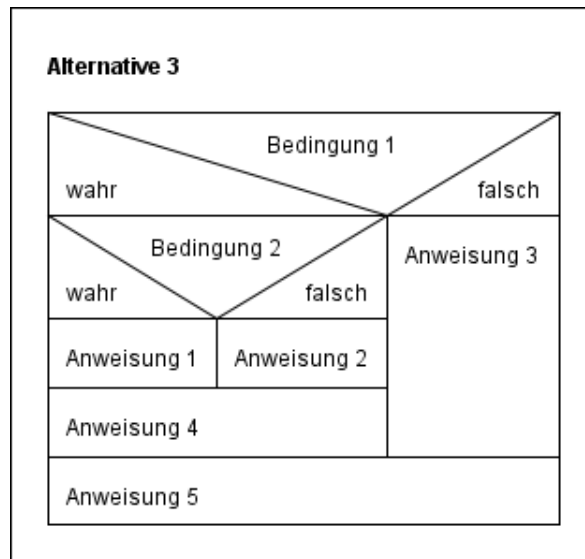 Alternative 3
Bedingung 1
wahr
falsch
Bedingung 2
Anweisung 3
wahr
falsch
Anweisung 1
Anweisung 2
Anweisung 4
Anweisung 5